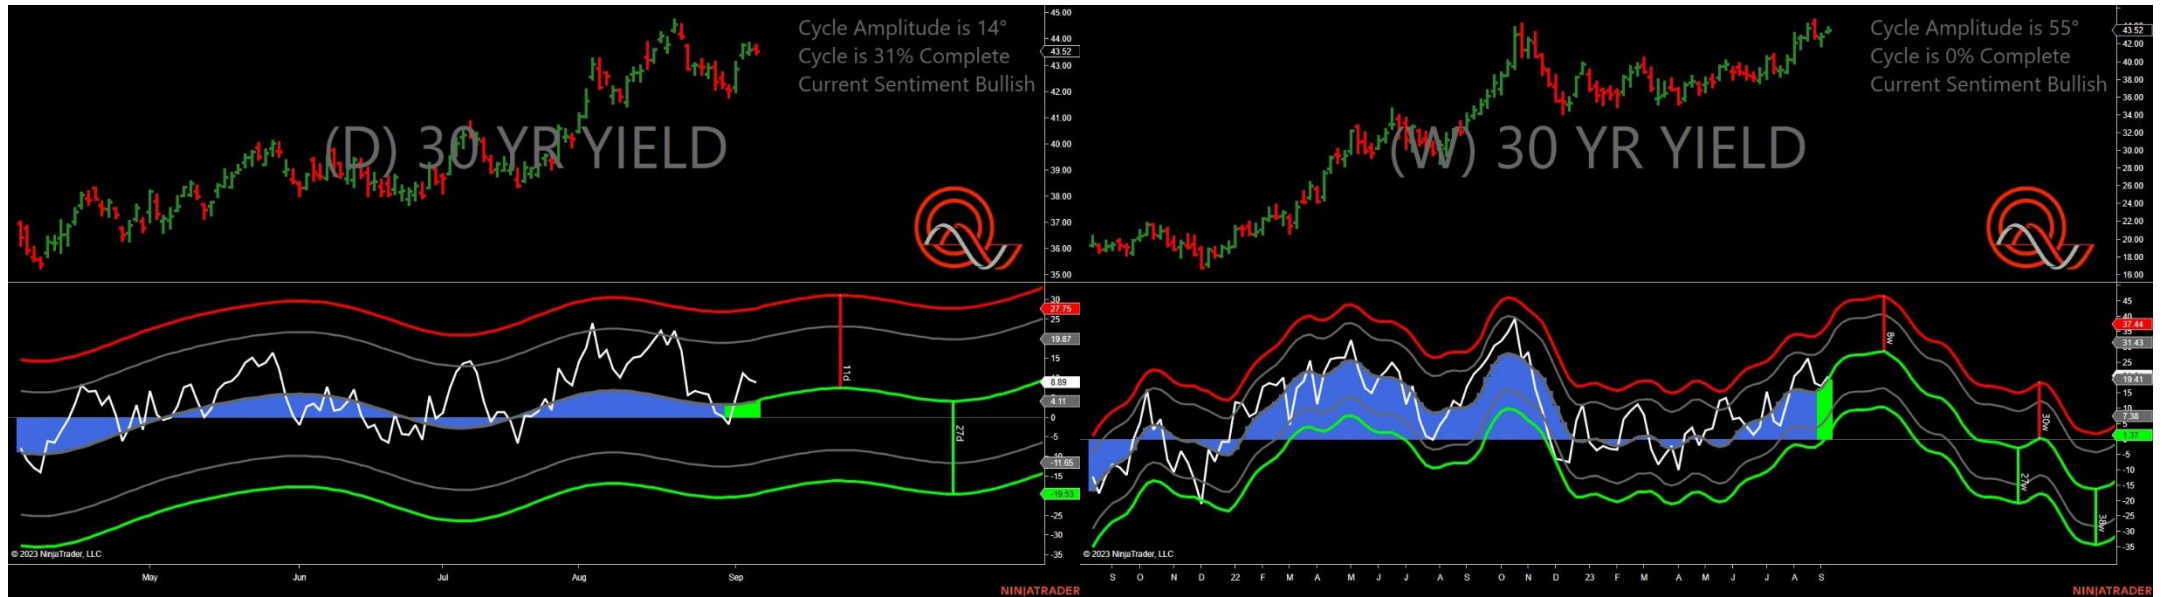 Cycle Amplitude is 14°
Cycle is 31% Complete
Current Sentiment Bullish
(D) 30 YR YIELD
45.00
44.00
43.52
43.00
42.00
41.00
40.00
39.00
38.00
37.00
36.00
35.00
30
27.75
25
19.87
15
8.89
4.11
0
-5
-11.65
-15
-19.53
-25
-30
-35
11d
27d
© 2023 NinjaTrader, LLC
May
Jun
Jul
Aug
Sep
NINJATRADER
Cycle Amplitude is 55°
Cycle is 0% Complete
Current Sentiment Bullish
(W) 30 YR YIELD
43.52
42.00
40.00
38.00
36.00
34.00
32.00
30.00
28.00
26.00
24.00
22.00
20.00
18.00
16.00
45
40
37.44
31.43
25
19.41
15
10
7.38
1.37
-5
-10
-15
-20
-25
-30
-35
8w
30w
27w
38w
© 2023 NinjaTrader, LLC
S O N D 22 F M A M J J A S O N D 23 F M A M J J A S
NINJATRADER